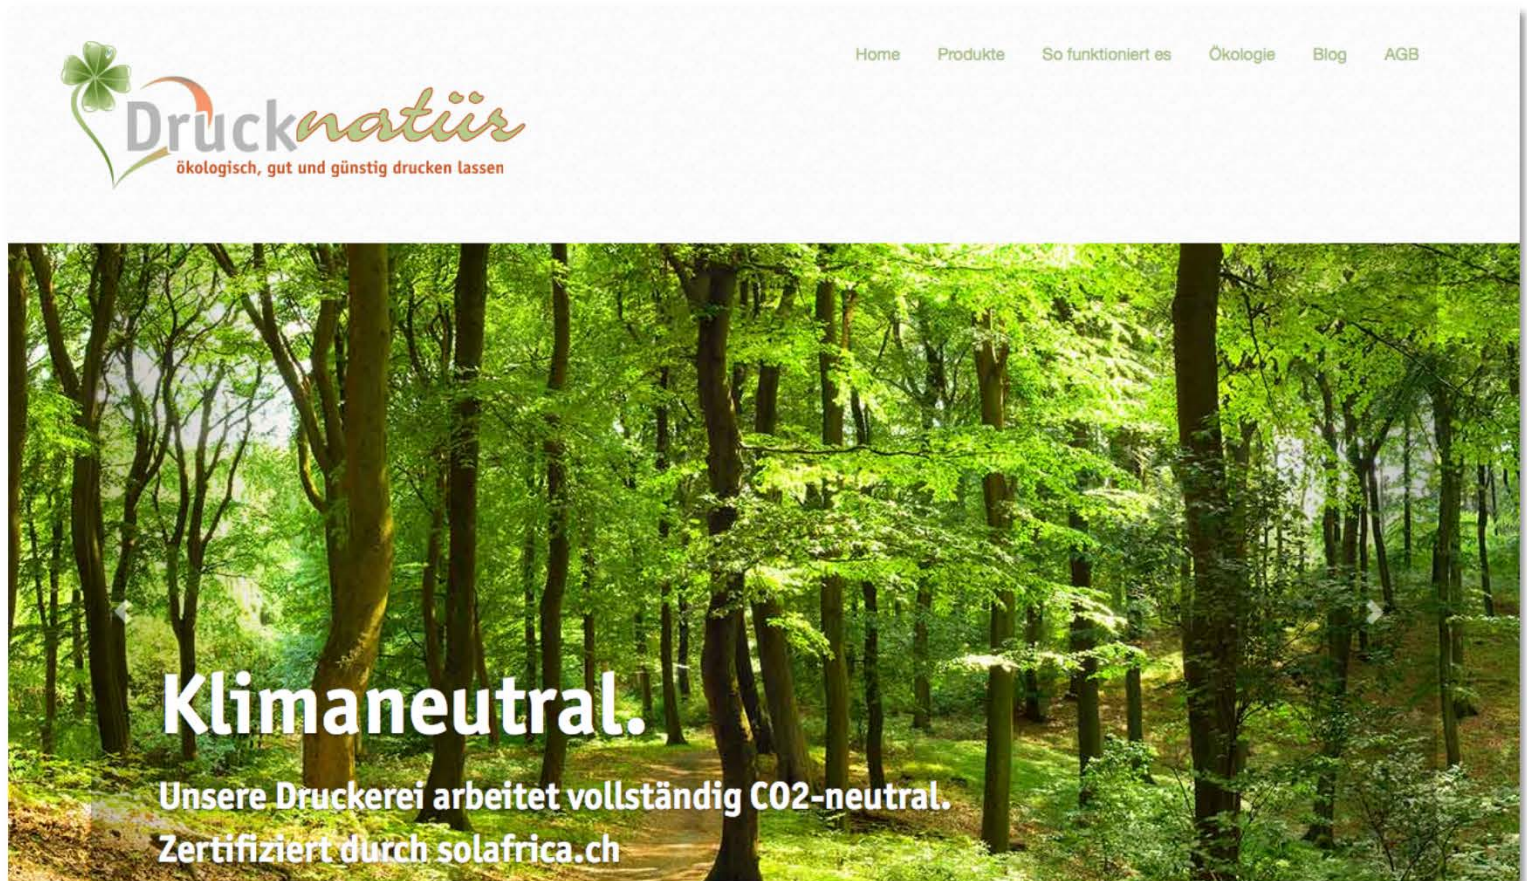 Home Produkte So funktioniert es Ökologie Blog AGB
Drucknatür
ökologisch, gut und günstig drucken lassen
Klimaneutral.
Unsere Druckerei arbeitet vollständig CO2-neutral.
Zertifiziert durch solafrica.ch